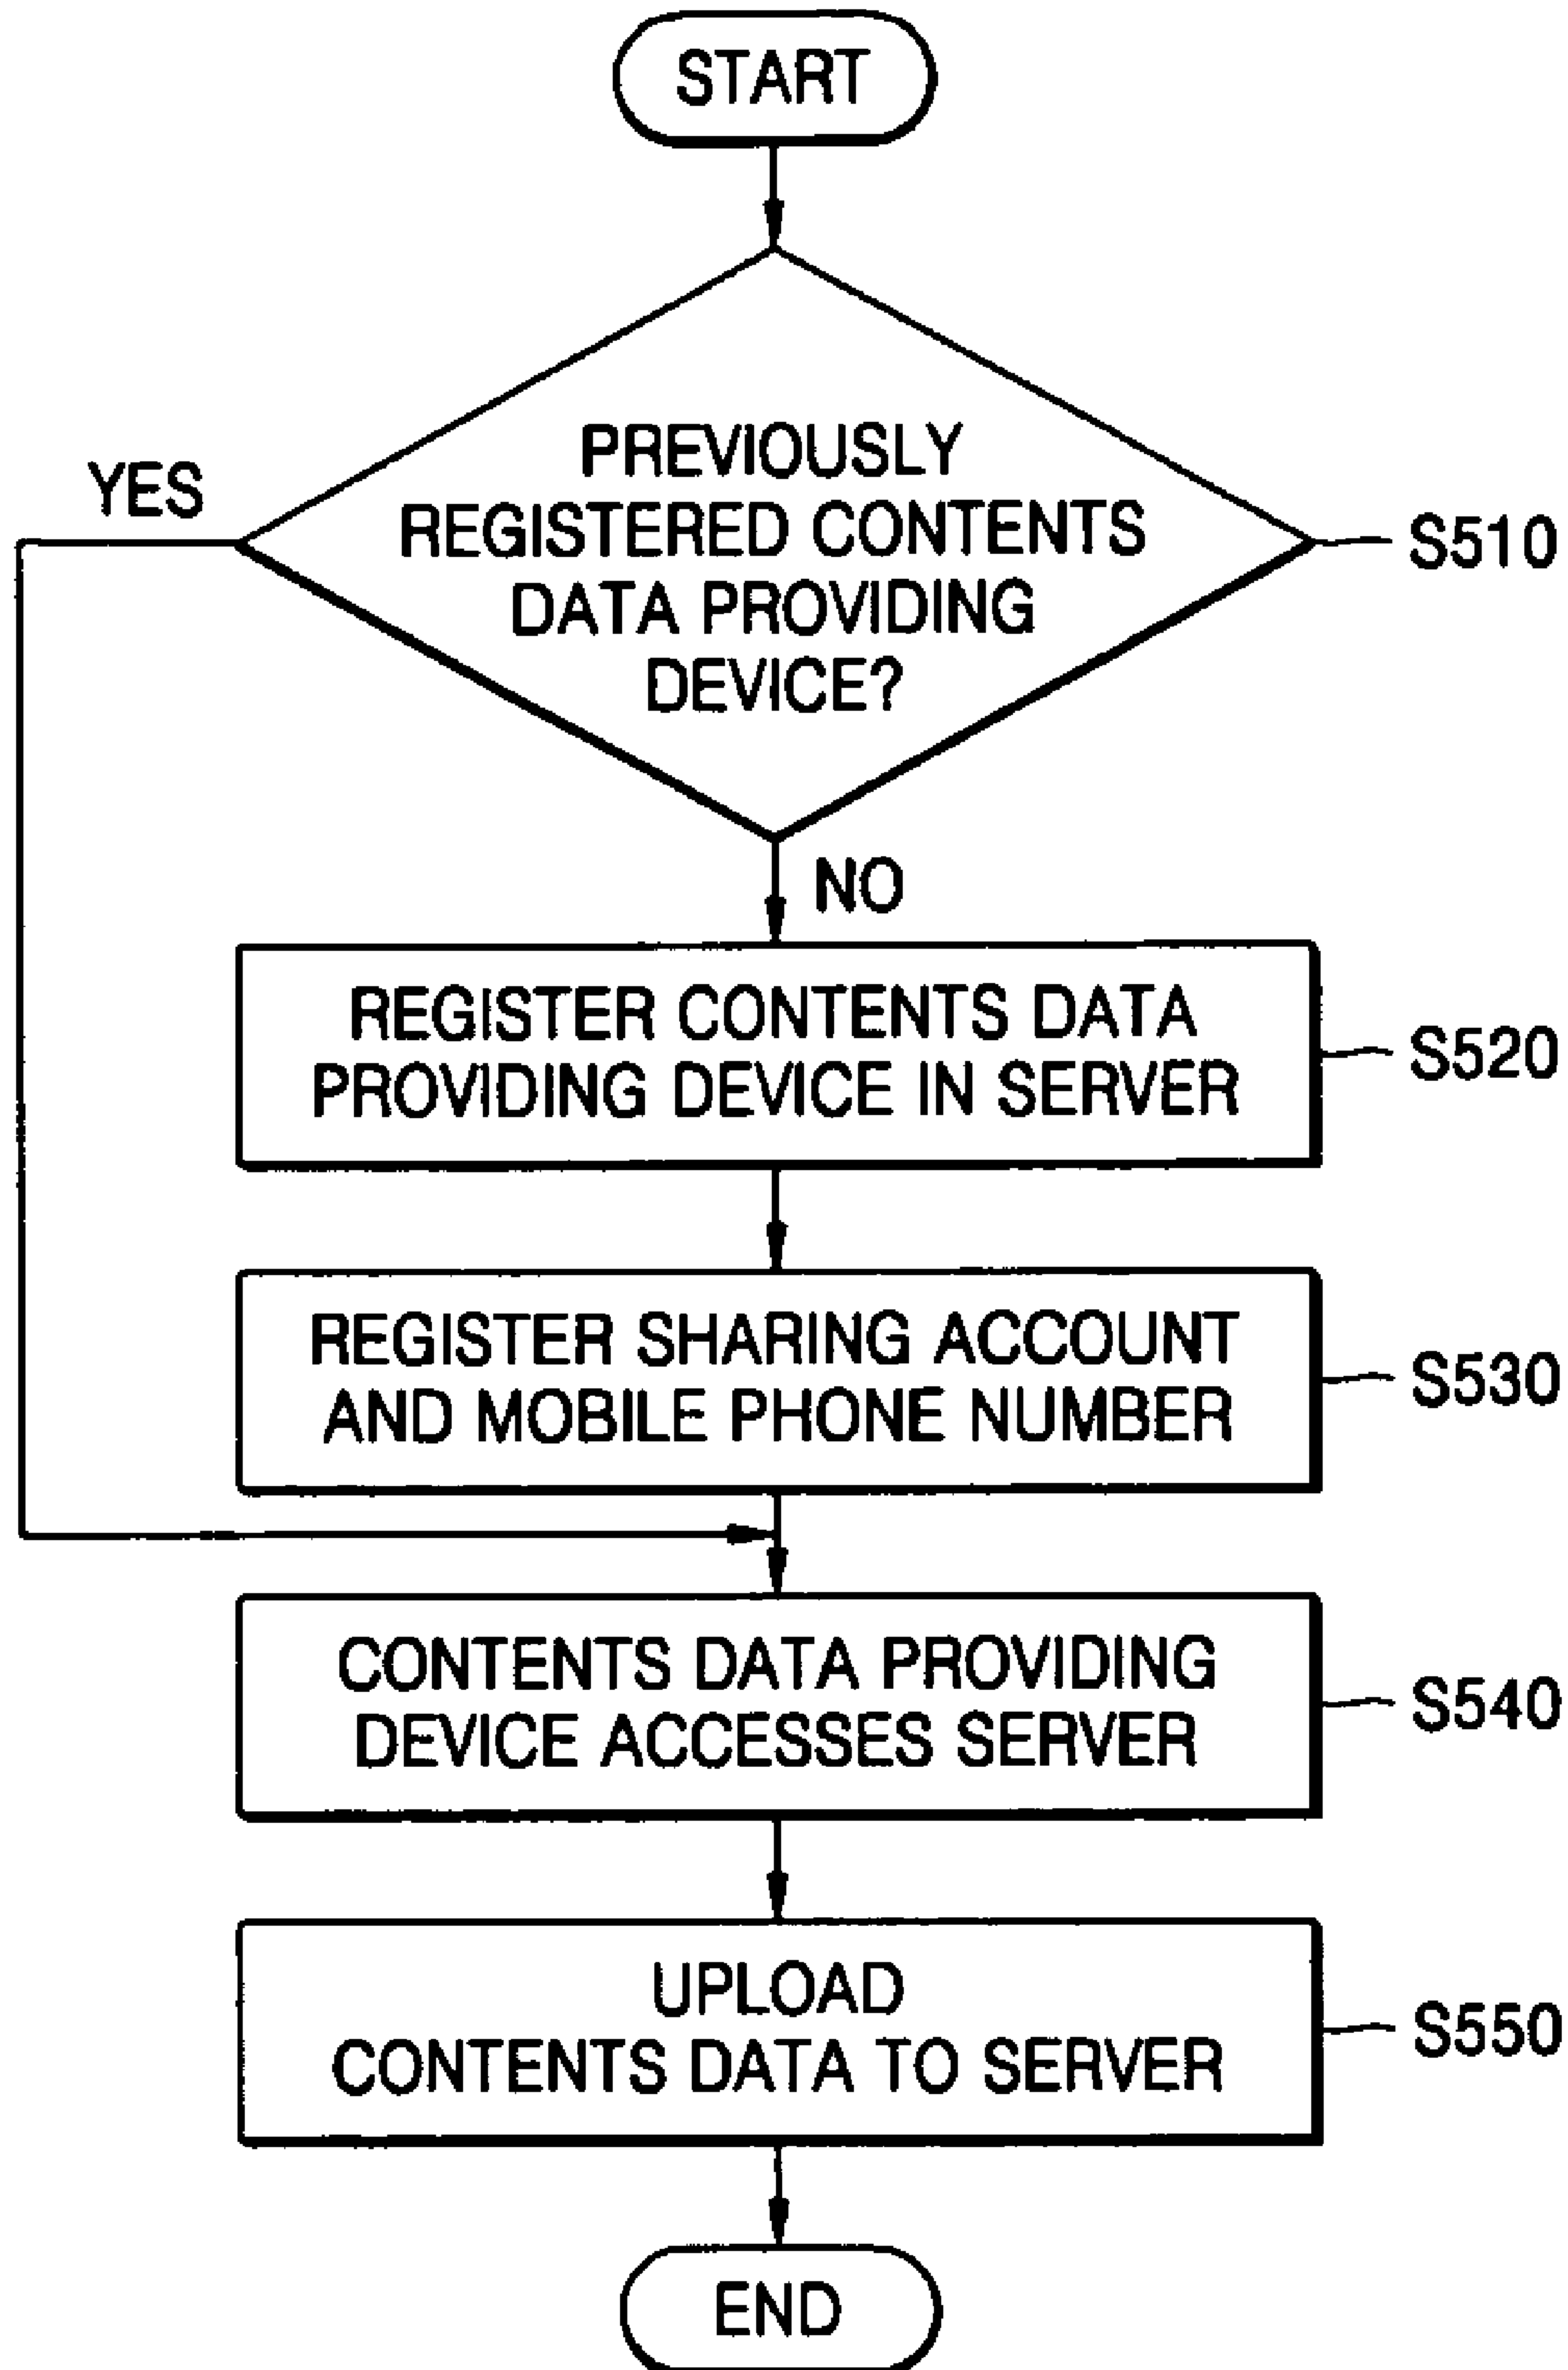 START
PREVIOUSLY
REGISTERED CONTENTS
DATA PROVIDING
DEVICE?
YES
S510
NO
REGISTER CONTENTS DATA
PROVIDING DEVICE IN SERVER
S520
REGISTER SHARING ACCOUNT
AND MOBILE PHONE NUMBER
S530
CONTENTS DATA PROVIDING
DEVICE ACCESSES SERVER
S540
UPLOAD
CONTENTS DATA TO SERVER
S550
END